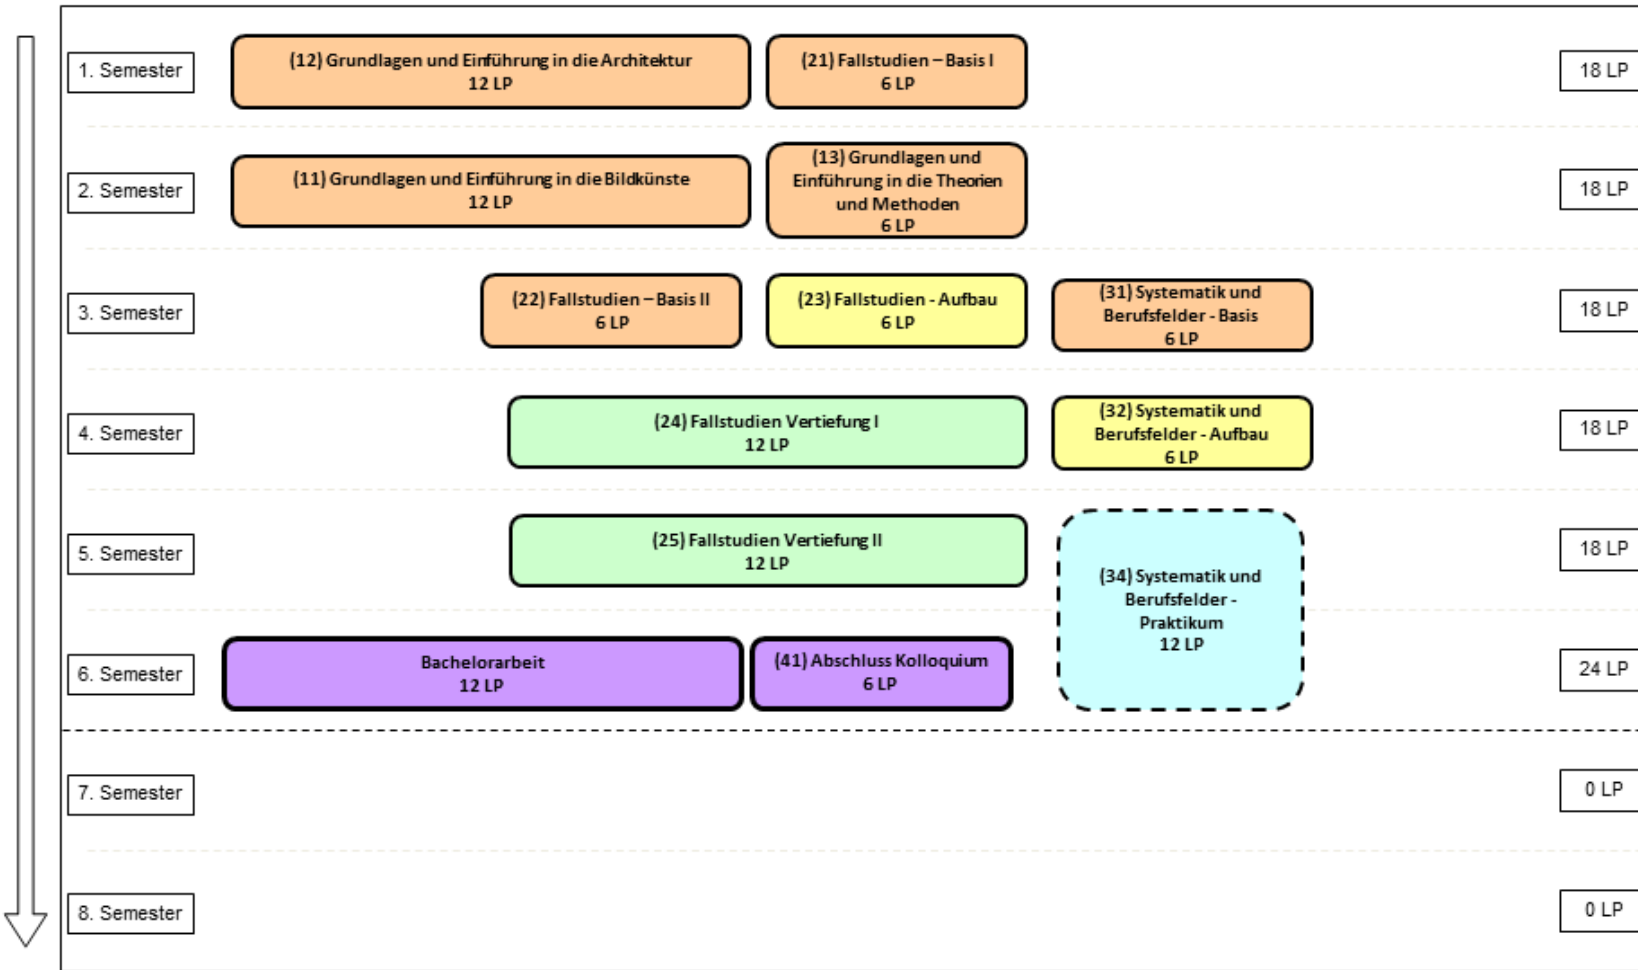 1. Semester
(12) Grundlagen und Einführung in die Architektur
12 LP
(21) Fallstudien – Basis I
6 LP
18 LP
2. Semester
(11) Grundlagen und Einführung in die Bildkünste
12 LP
(13) Grundlagen und
Einführung in die Theorien
und Methoden
6 LP
18 LP
3. Semester
(22) Fallstudien – Basis II
6 LP
(23) Fallstudien - Aufbau
6 LP
(31) Systematik und
Berufsfelder - Basis
6 LP
18 LP
4. Semester
(24) Fallstudien Vertiefung I
12 LP
(32) Systematik und
Berufsfelder - Aufbau
6 LP
18 LP
5. Semester
(25) Fallstudien Vertiefung II
12 LP
18 LP
(34) Systematik und
Berufsfelder -
Praktikum
12 LP
6. Semester
Bachelorarbeit
12 LP
(41) Abschluss Kolloquium
6 LP
24 LP
7. Semester
0 LP
8. Semester
0 LP